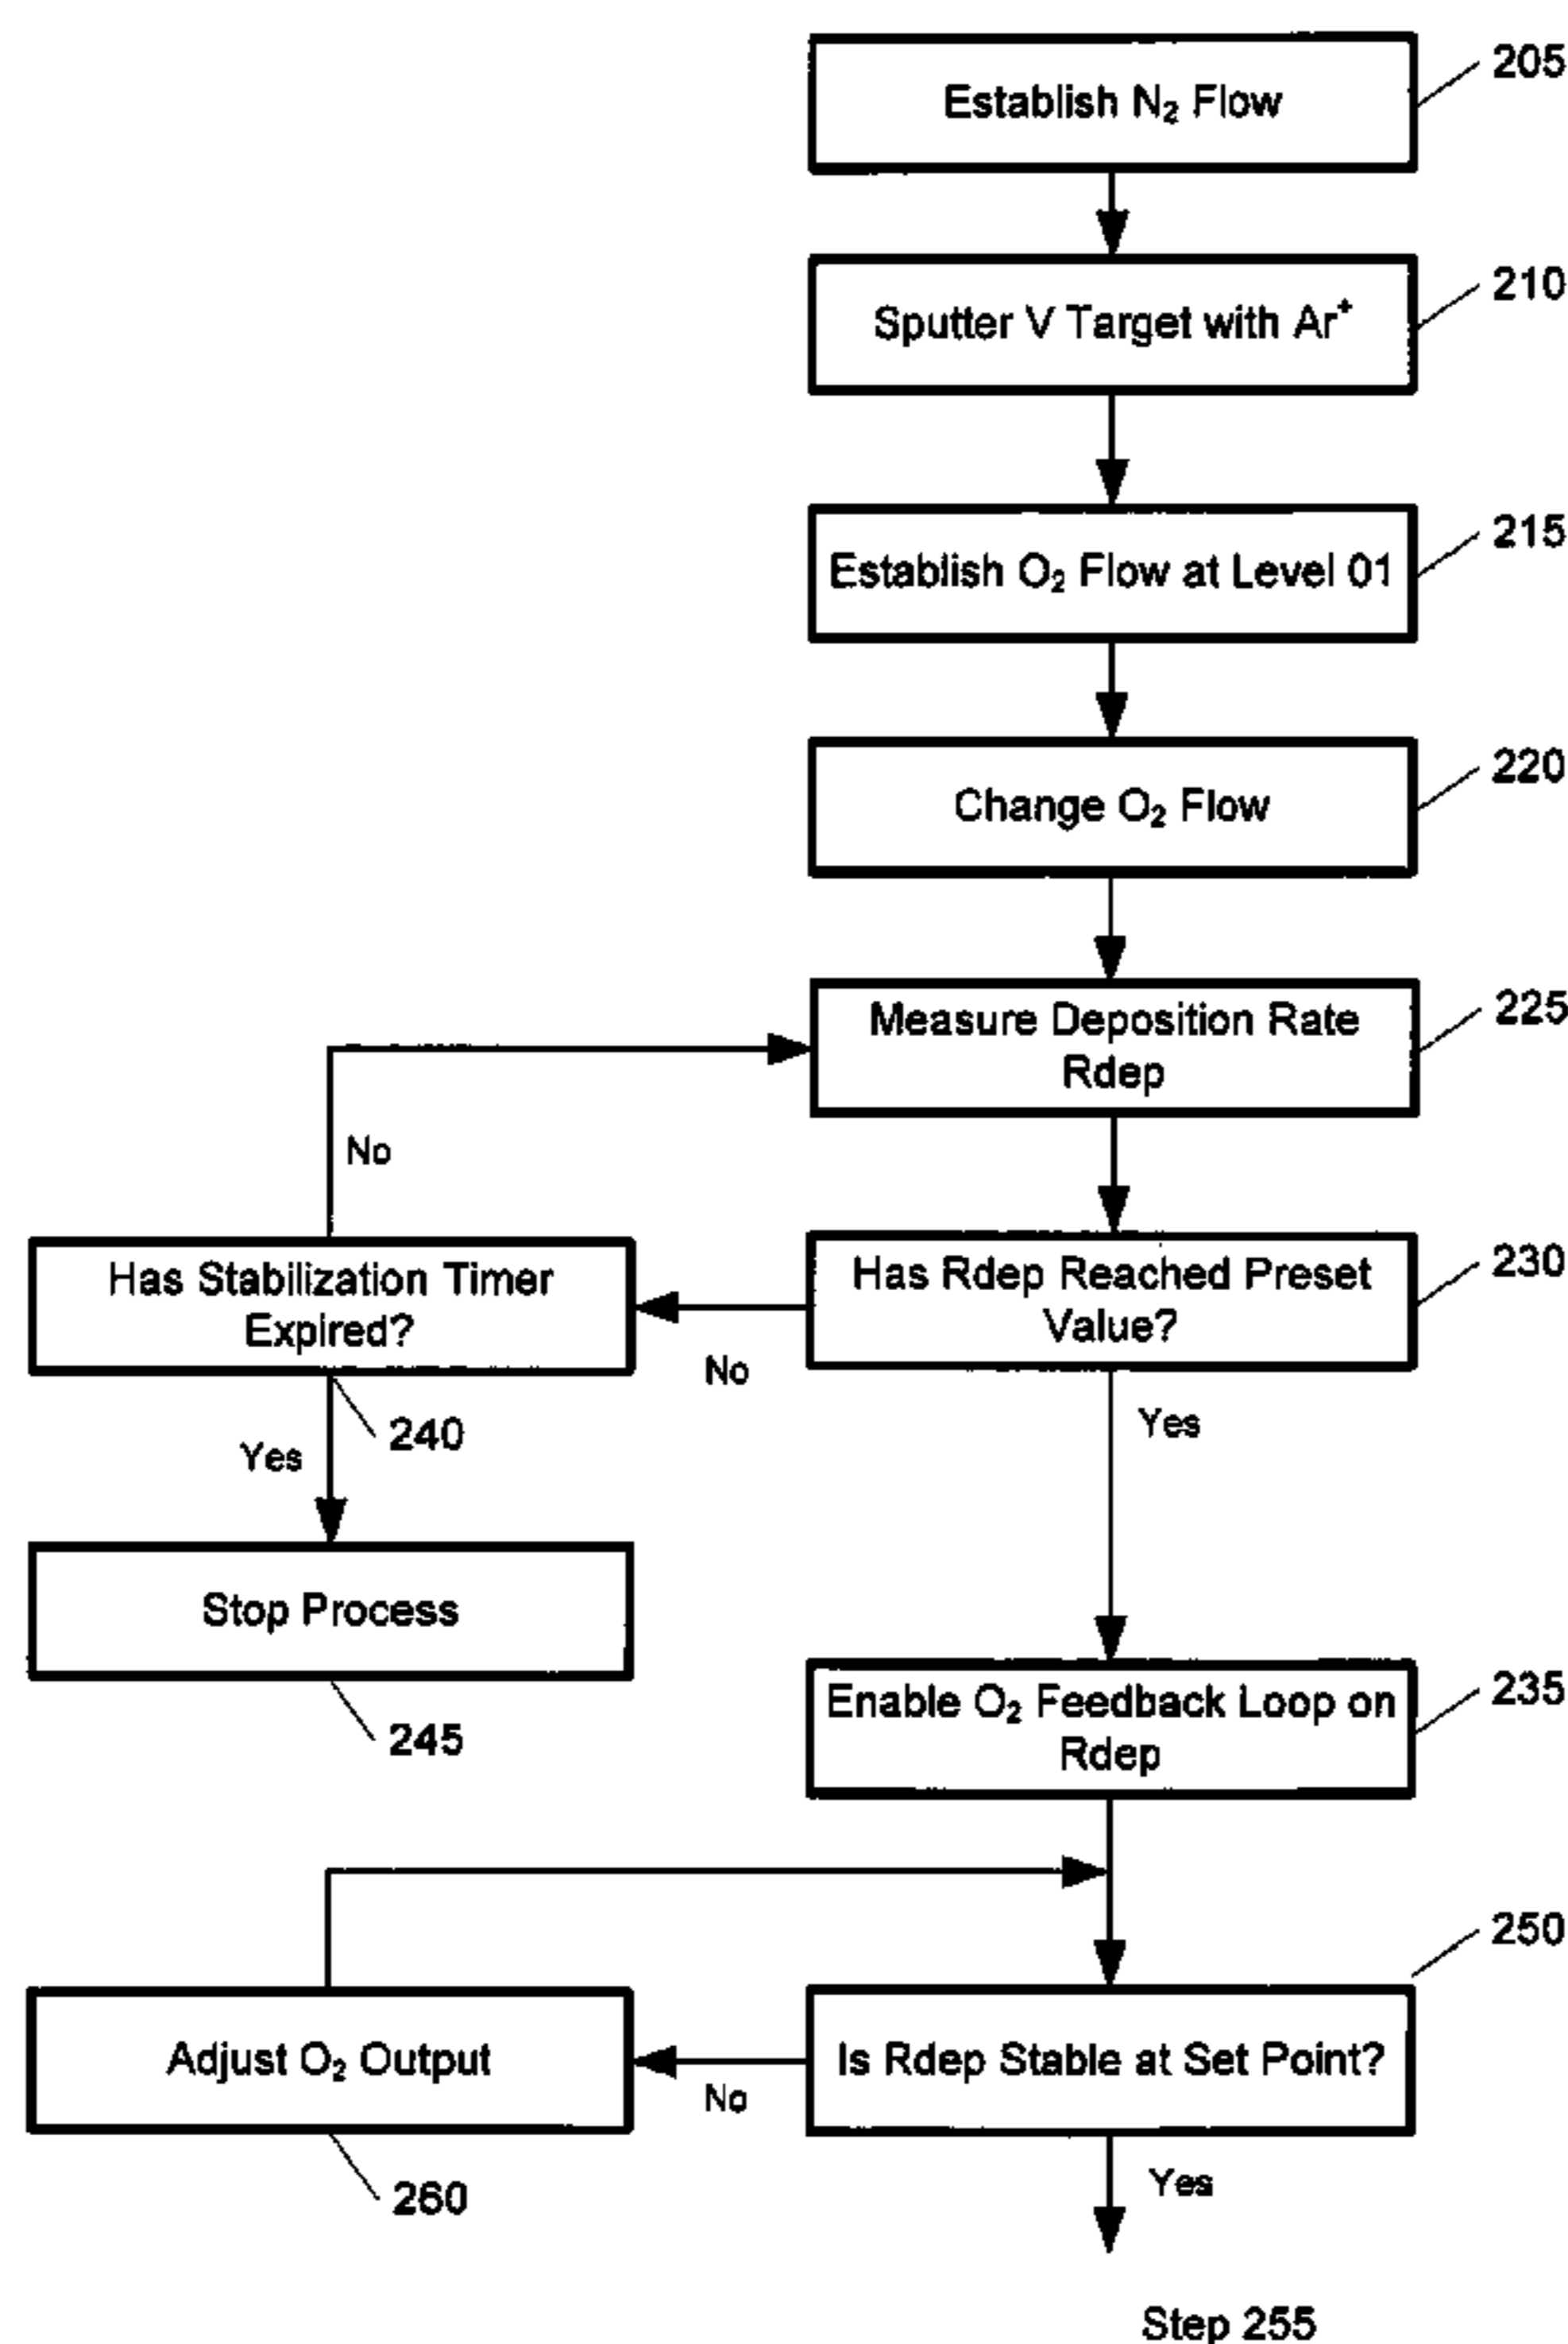 205
Establish N₂ Flow
210
Sputter V Target with Ar⁺
215
Establish O₂ Flow at Level 01
220
Change O₂ Flow
225
Measure Deposition Rate
Rdep
No
230
Has Rdep Reached Preset
Value?
Has Stabilization Timer
Expired?
No
240
Yes
Yes
Stop Process
245
235
Enable O₂ Feedback Loop on
Rdep
250
Is Rdep Stable at Set Point?
Adjust O₂ Output
No
260
Yes
Step 255